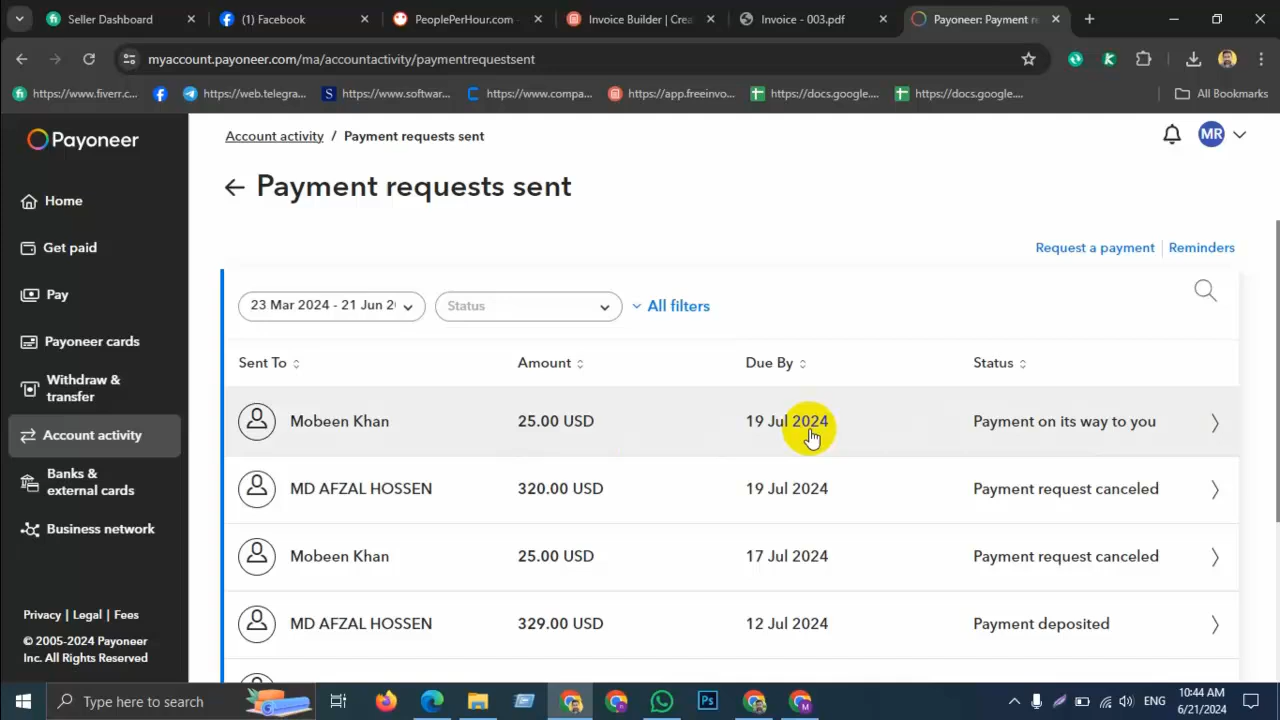 Seller Dashboard
(1) Facebook
PeoplePerHour.com -
Invoice Builder | Crea
Invoice - 003.pdf
Payoneer: Payment re
myaccount.payoneer.com/ma/accountactivity/paymentrequestsent
https://www.fiverr.c...
https://web.telegra...
https://www.softwar...
https://www.compa...
https://app.freeinvo...
https://docs.google....
https://docs.google....
All Bookmarks
Payoneer
Home
Get paid
Pay
Payoneer cards
Withdraw &
transfer
Account activity
Banks &
external cards
Business network
Privacy | Legal | Fees
© 2005-2024 Payoneer
Inc. All Rights Reserved
Account activity / Payment requests sent
MR
Payment requests sent
Request a payment | Reminders
23 Mar 2024 - 21 Jun 2
Status
All filters
Sent To Amount Due By Status
Mobeen Khan 25.00 USD 19 Jul 2024 Payment on its way to you
MD AFZAL HOSSEN 320.00 USD 19 Jul 2024 Payment request canceled
Mobeen Khan 25.00 USD 17 Jul 2024 Payment request canceled
MD AFZAL HOSSEN 329.00 USD 12 Jul 2024 Payment deposited
Type here to search
Ps
ENG
10:44 AM
6/21/2024